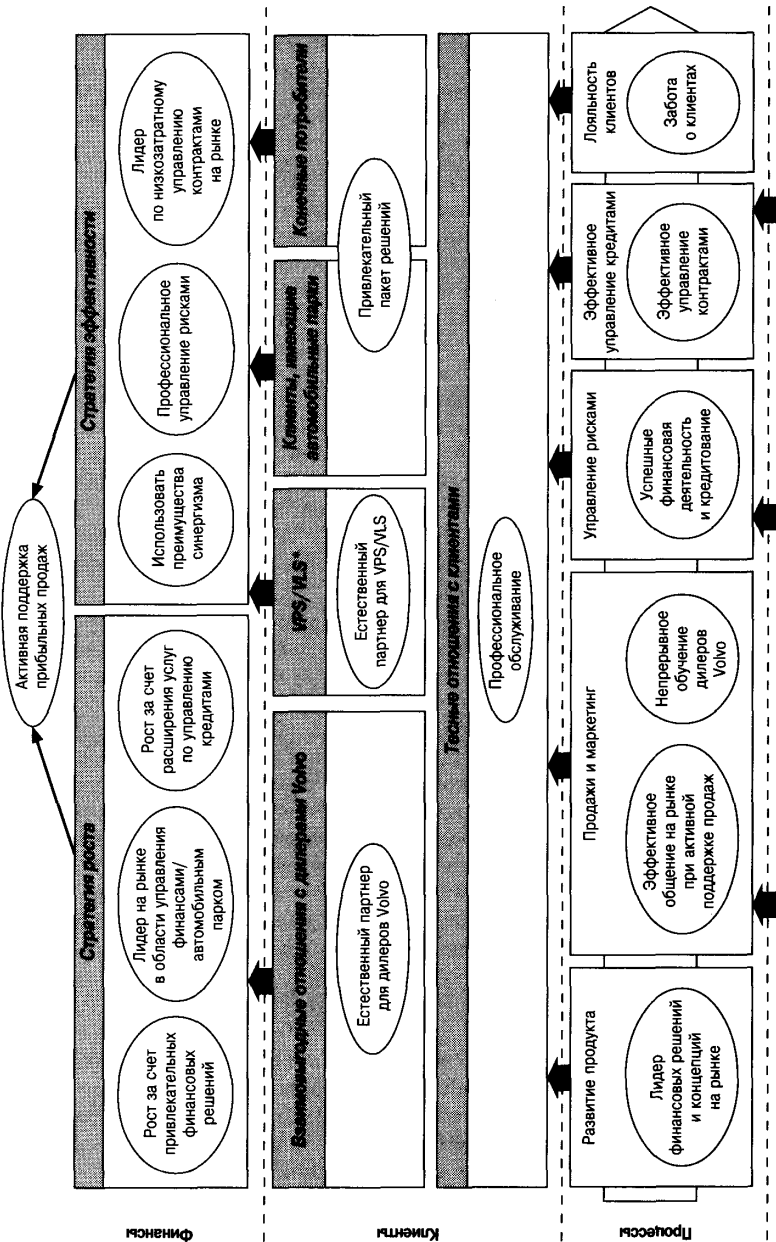 Активная поддержка
прибыльных продаж
Финансы
Стратегия роста
Рост за счет
привлекательных
финансовых
решений
Лидер на рынке
в области управления
финансами/
автомобильным
парком
Рост за счет
расширения услуг
по управлению
кредитами
Стратегия эффективности
Использовать
преимущества
синергизма
Профессиональное
управление рисками
Лидер
по низкозатратному
управлению
контрактами
на рынке
Клиенты
Взаимовыгодные отношения с дилерами Volvo
Естественный партнер
для дилеров Volvo
VPS/VLS*
Естественный
партнер для VPS/VLS
Клиенты, имеющие
автомобильные парки
Конечные потребители
Привлекательный
пакет решений
Тесные отношения с клиентами
Профессиональное
обслуживание
Процессы
Развитие продукта
Лидер
финансовых решений
и концепций
на рынке
Продажи и маркетинг
Эффективное
общение на рынке
при активной
поддержке продаж
Непрерывное
обучение
дилеров
Volvo
Управление рисками
Успешные
финансовая
деятельность
и кредитование
Эффективное
управление кредитами
Эффективное
управление
контрактами
Лояльность
клиентов
Забота
о клиентах